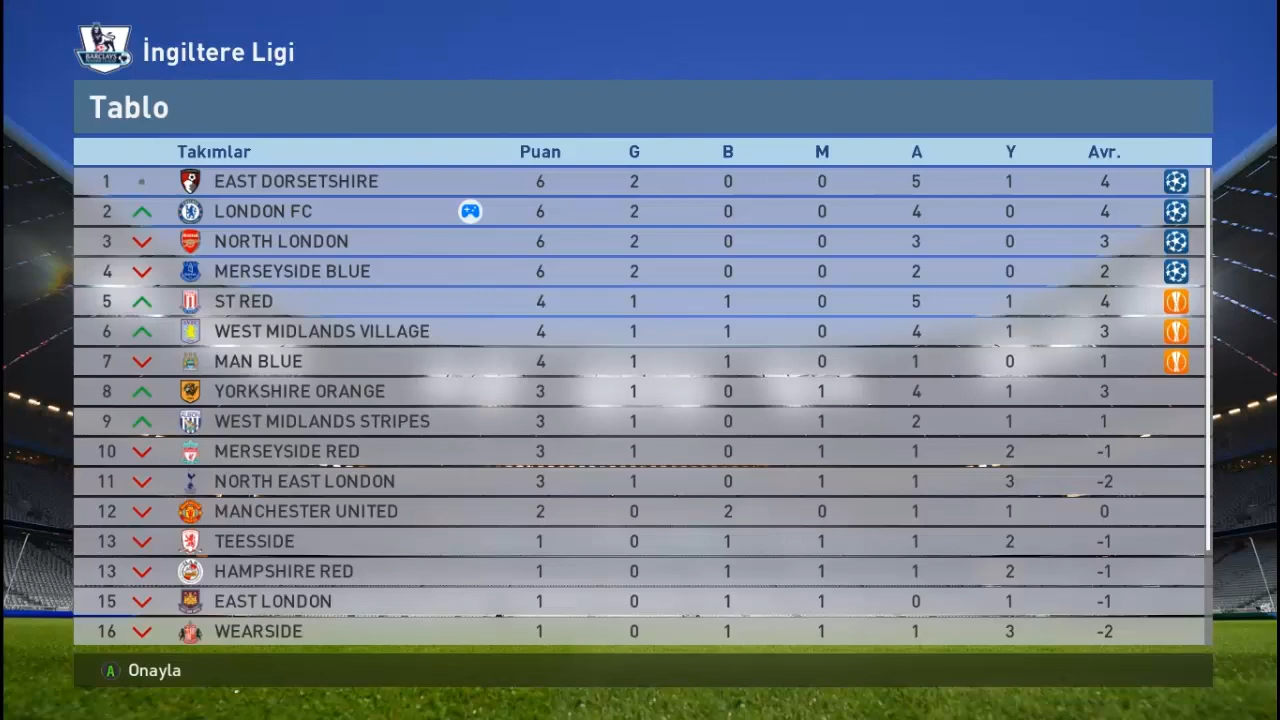 BARCLAYS
İngiltere Ligi
Tablo
Takımlar Puan G B M A Y Avr.
1 EAST DORSETSHIRE 6 2 0 0 5 1 4
2 LONDON FC 6 2 0 0 4 0 4
3 NORTH LONDON 6 2 0 0 3 0 3
4 MERSEYSIDE BLUE 6 2 0 0 2 0 2
5 ST RED 4 1 1 0 5 1 4
6 WEST MIDLANDS VILLAGE 4 1 1 0 4 1 3
7 MAN BLUE 4 1 1 0 1 0 1
8 YORKSHIRE ORANGE 3 1 0 1 4 1 3
9 WEST MIDLANDS STRIPES 3 1 0 1 2 1 1
10 MERSEYSIDE RED 3 1 0 1 1 2 -1
11 NORTH EAST LONDON 3 1 0 1 1 3 -2
12 MANCHESTER UNITED 2 0 2 0 1 1 0
13 TEESSIDE 1 0 1 1 1 2 -1
13 HAMPSHIRE RED 1 0 1 1 1 2 -1
15 EAST LONDON 1 0 1 1 0 1 -1
16 WEARSIDE 1 0 1 1 1 3 -2
A Onayla